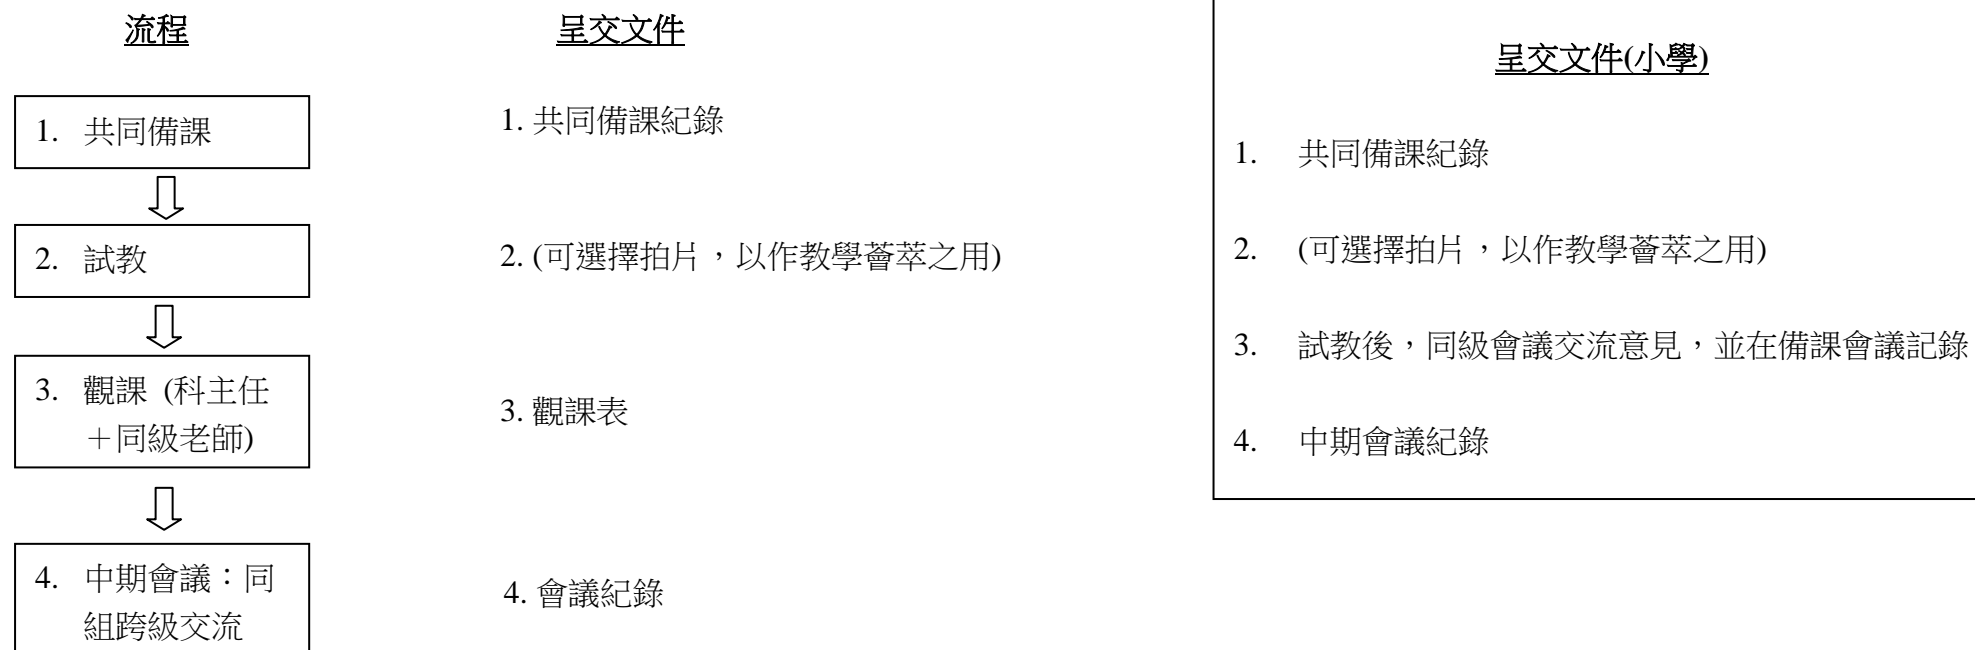 流程
1. 共同備課
2. 試教
3. 觀課 (科主任
＋同級老師)
4. 中期會議：同
組跨級交流
呈交文件
1. 共同備課紀錄
2. (可選擇拍片，以作教學薈萃之用)
3. 觀課表
4. 會議紀錄
呈交文件(小學)
1. 共同備課紀錄
2. (可選擇拍片，以作教學薈萃之用)
3. 試教後，同級會議交流意見，並在備課會議記錄
4. 中期會議紀錄